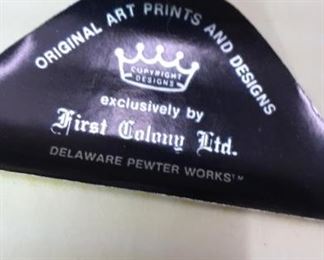 ORIGINAL ART PRINTS AND DESIGNS
COPYRIGHT
DESIGNS
exclusively by
First Colony Ltd.
DELAWARE PEWTER WORKS™